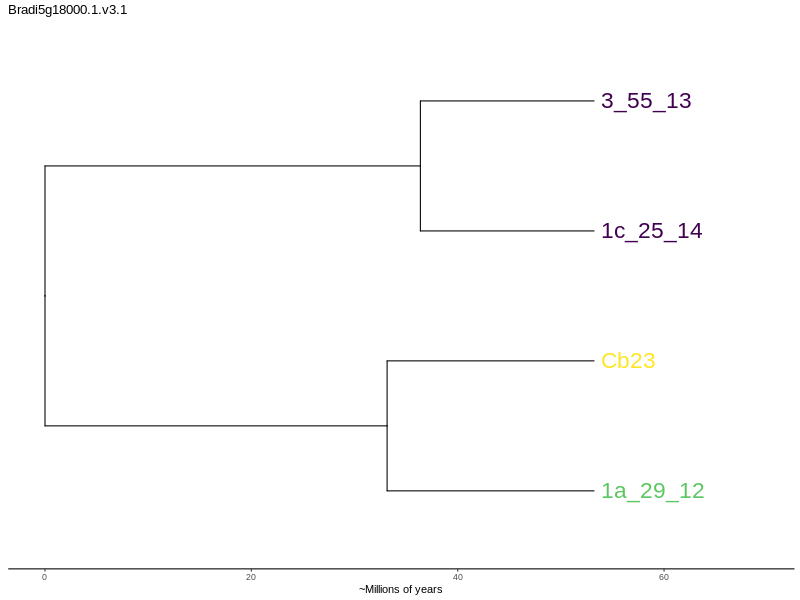 Bradi5g18000.1.v3.1
3_55_13
1c_25_14
Cb23
1a_29_12
0 20 40 60
~Millions of years